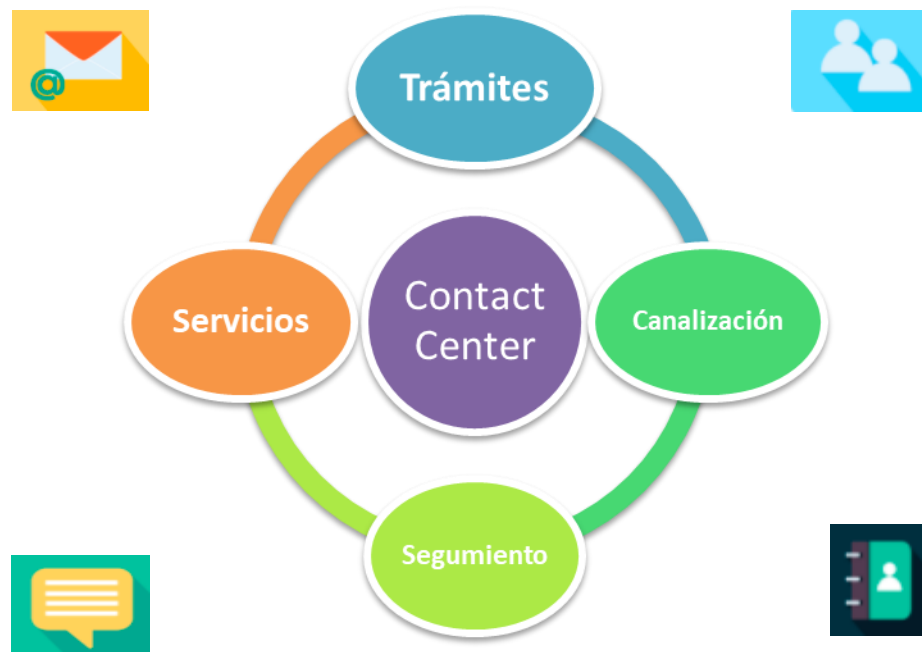 Trámites
Servicios
Contact
Center
Canalización
Segumiento
@